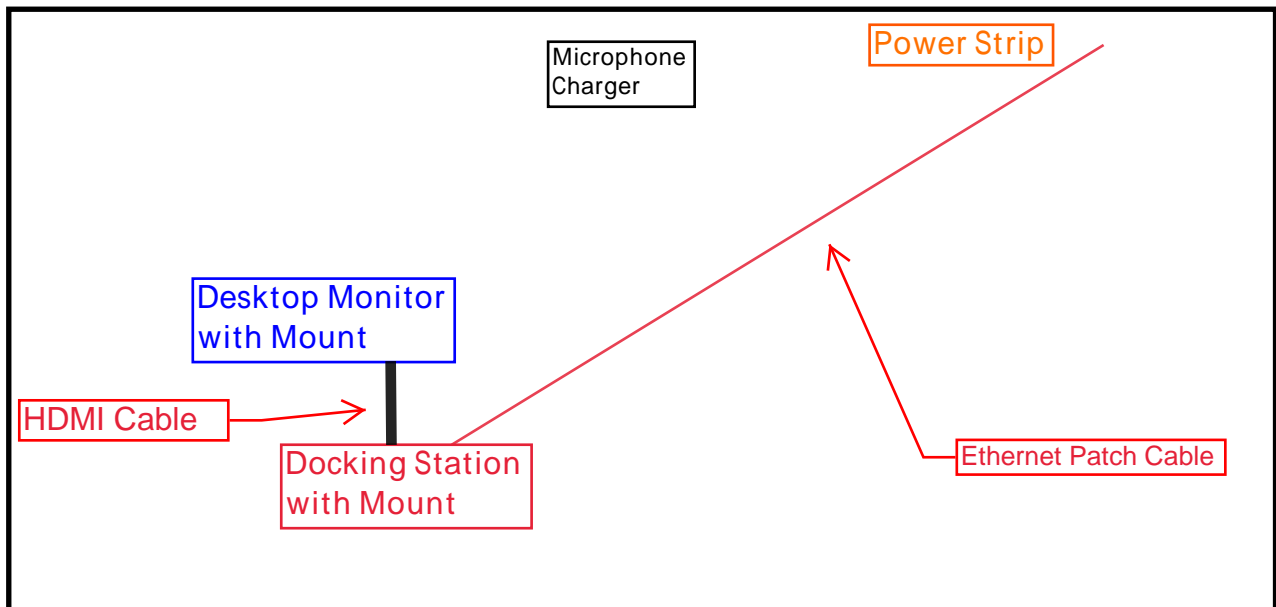 Microphone
Charger
Power Strip
Desktop Monitor
with Mount
HDMI Cable
Docking Station
with Mount
Ethernet Patch Cable